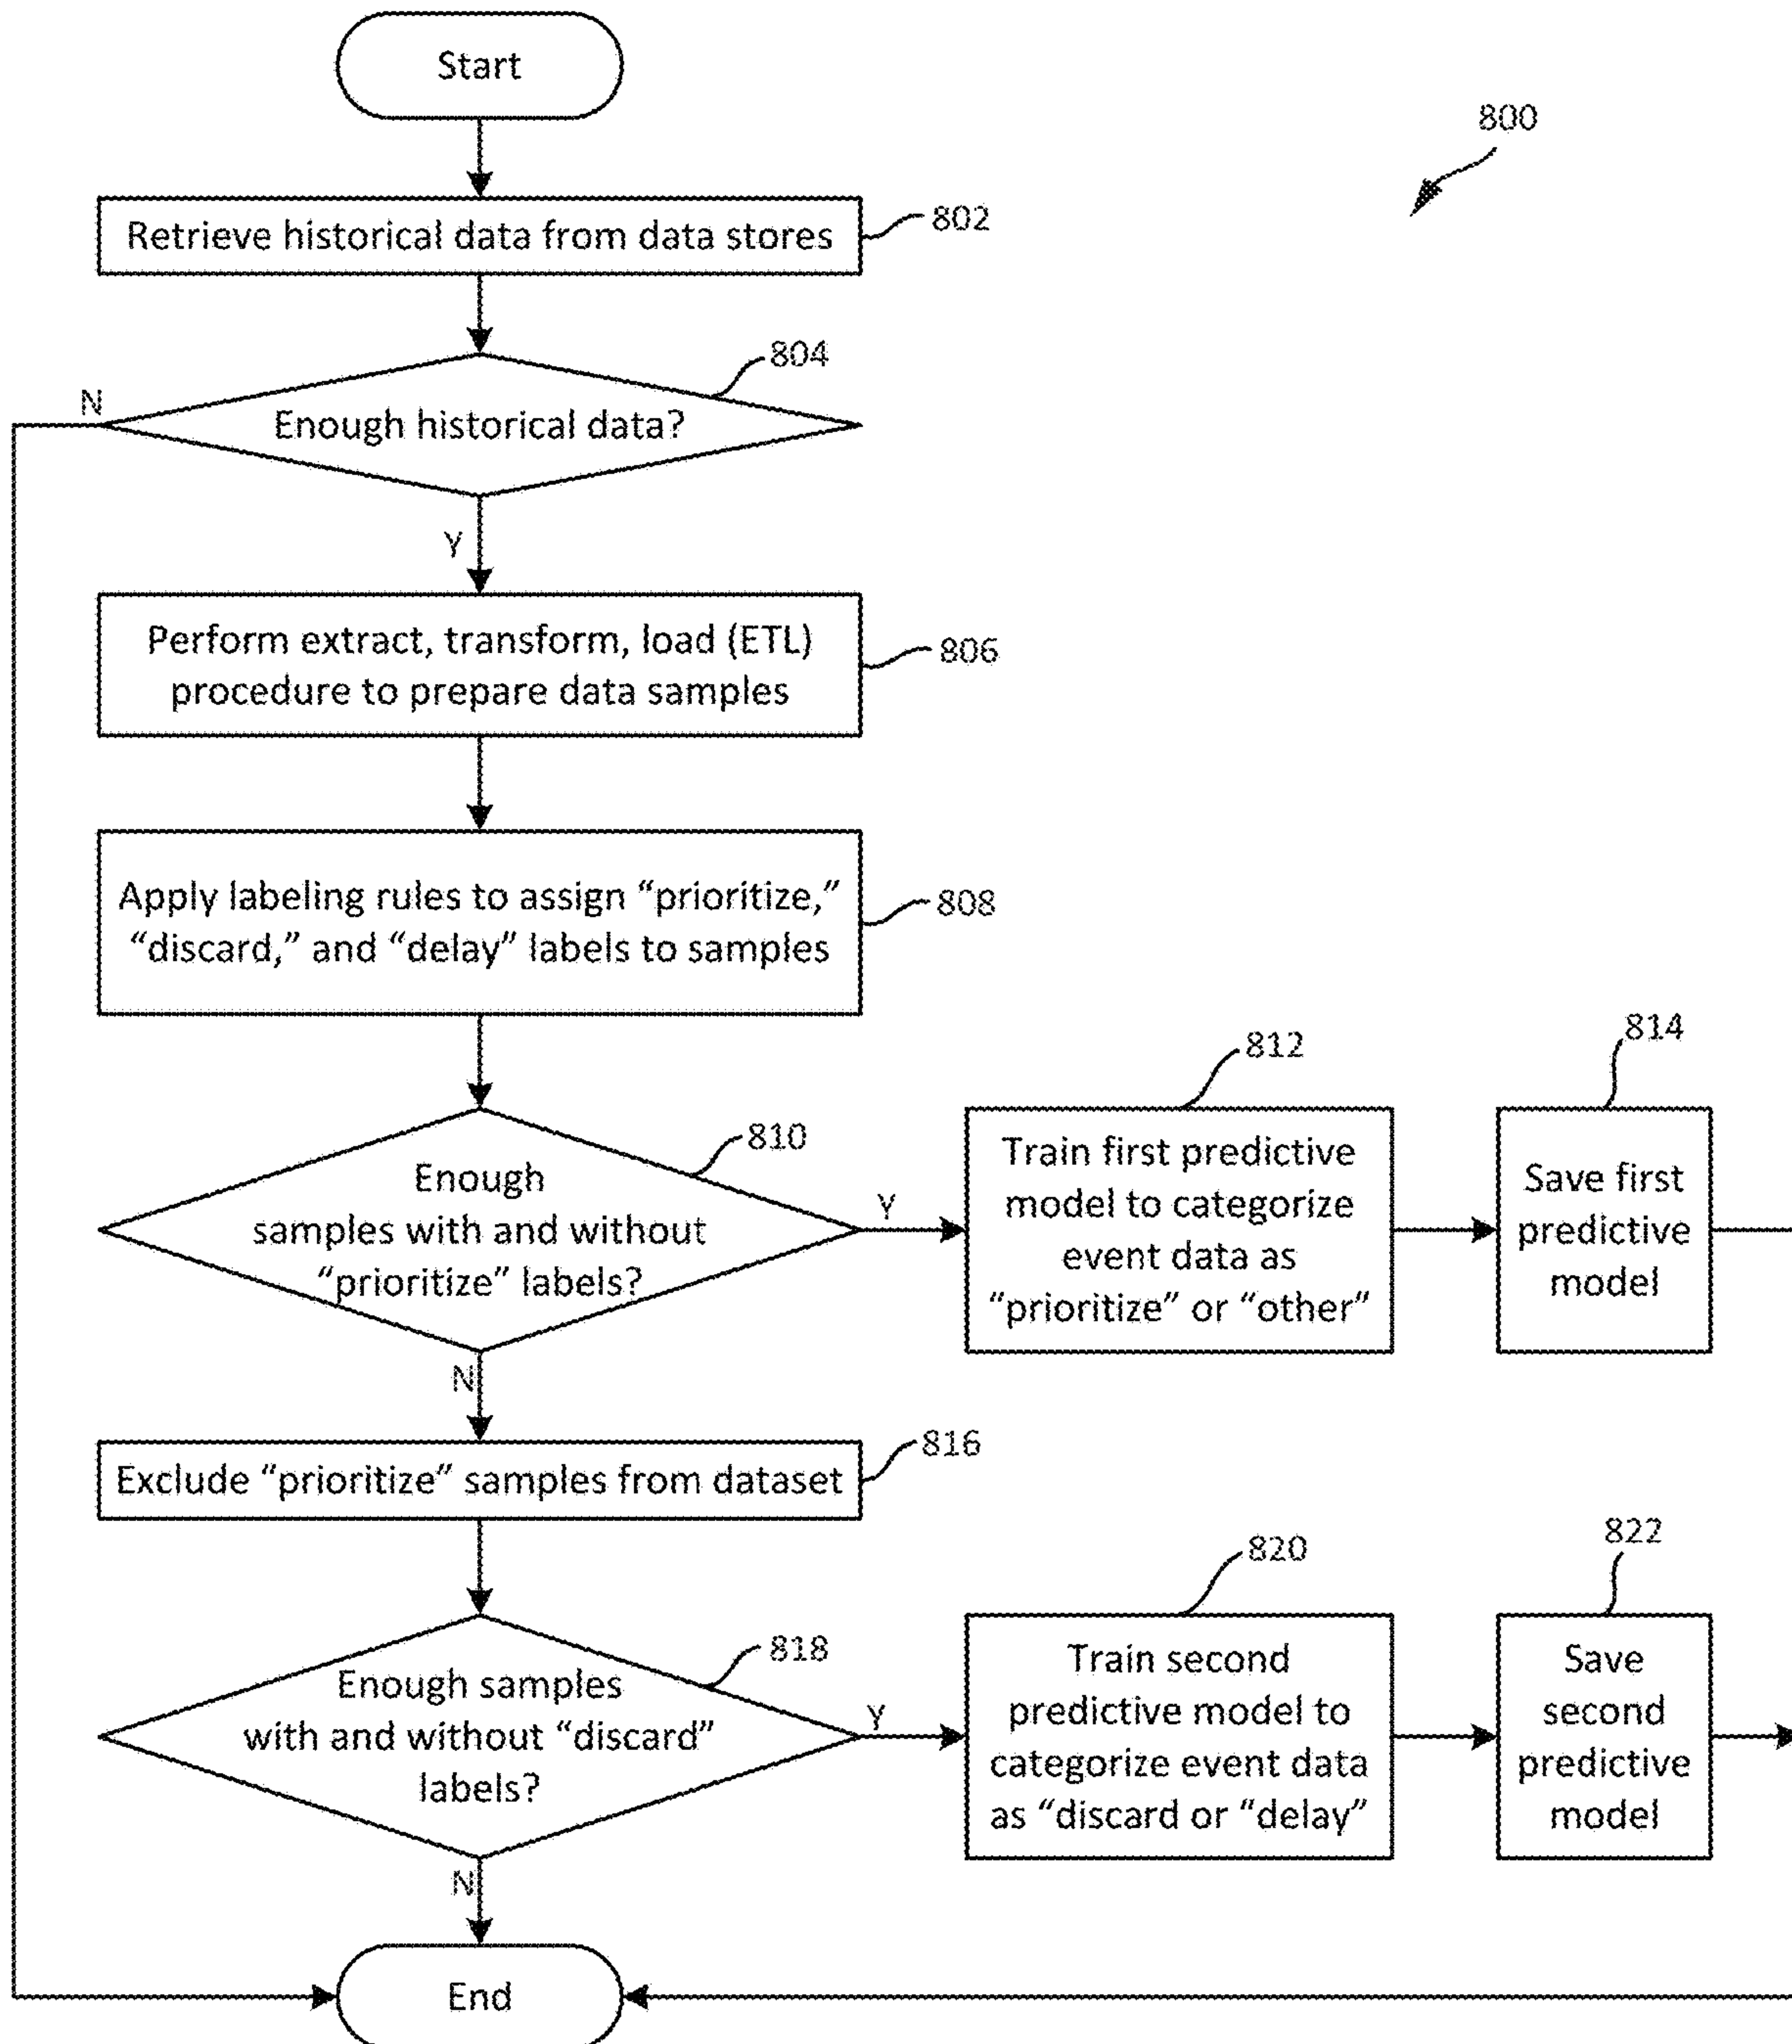 Start
800
Retrieve historical data from data stores
802
804
N
Enough historical data?
Y
Perform extract, transform, load (ETL)
procedure to prepare data samples
806
Apply labeling rules to assign “prioritize,”
“discard,” and “delay” labels to samples
808
810
Enough
samples with and without
“prioritize” labels?
Y
812
Train first predictive
model to categorize
event data as
“prioritize” or “other”
814
Save first
predictive
model
N
Exclude “prioritize” samples from dataset
816
818
Enough samples
with and without “discard”
labels?
Y
820
Train second
predictive model to
categorize event data
as “discard or “delay”
822
Save
second
predictive
model
N
End